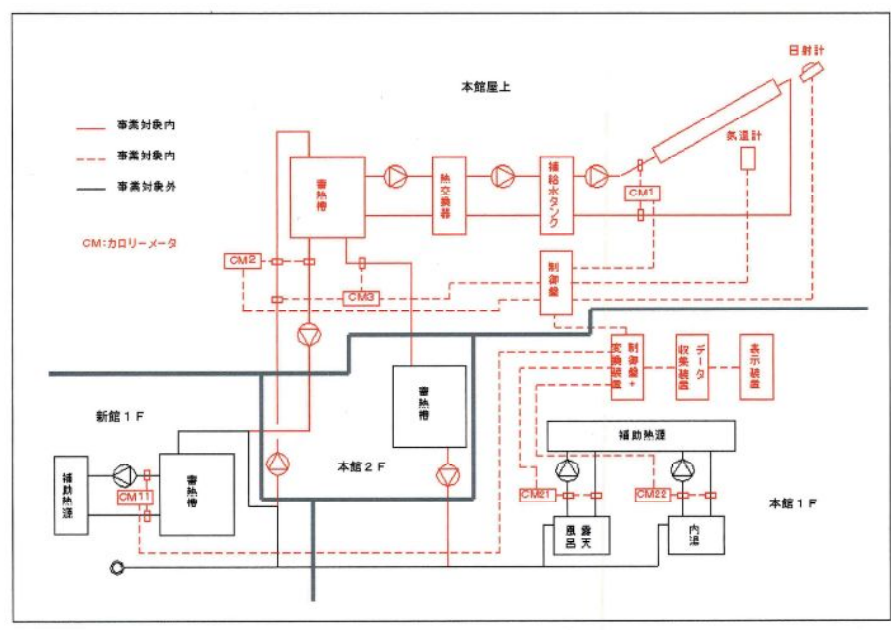 日射計
本館屋上
事業対象内
気温計
事業対象内
蓄熱槽
熱交換器
補給水タンク
事業対象外
CM1
CM:カロリーメータ
CM2
制御盤
CM3
制御盤+
変換装置
データ
収集装置
表示装置
新館1F
蓄熱槽
補助熱源
本館2F
補助熱源
蓄熱槽
CM11
CM21
CM22
本館1F
露天
風呂
内湯